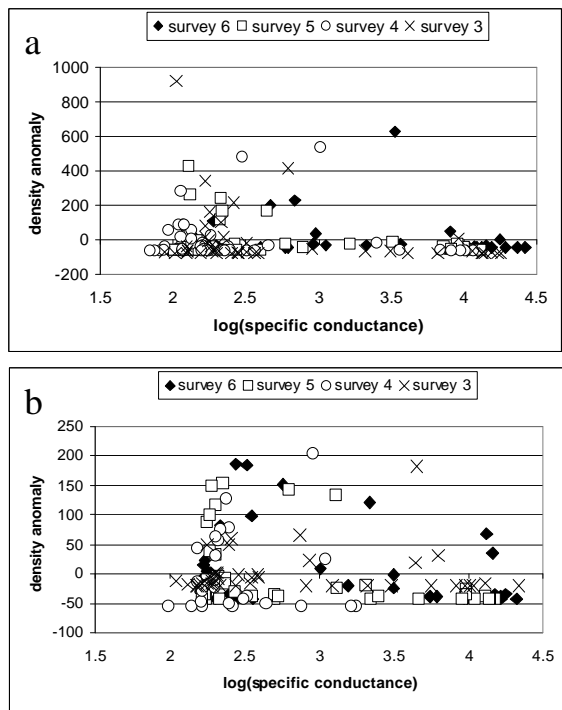 a
survey 6 survey 5 survey 4 survey 3
1000
800
600
400
200
0
-200
density anomaly
1.5 2 2.5 3 3.5 4 4.5
log(specific conductance)
b
survey 6 survey 5 survey 4 survey 3
250
200
150
100
50
0
-50
-100
density anomaly
1.5 2 2.5 3 3.5 4 4.5
log(specific conductance)